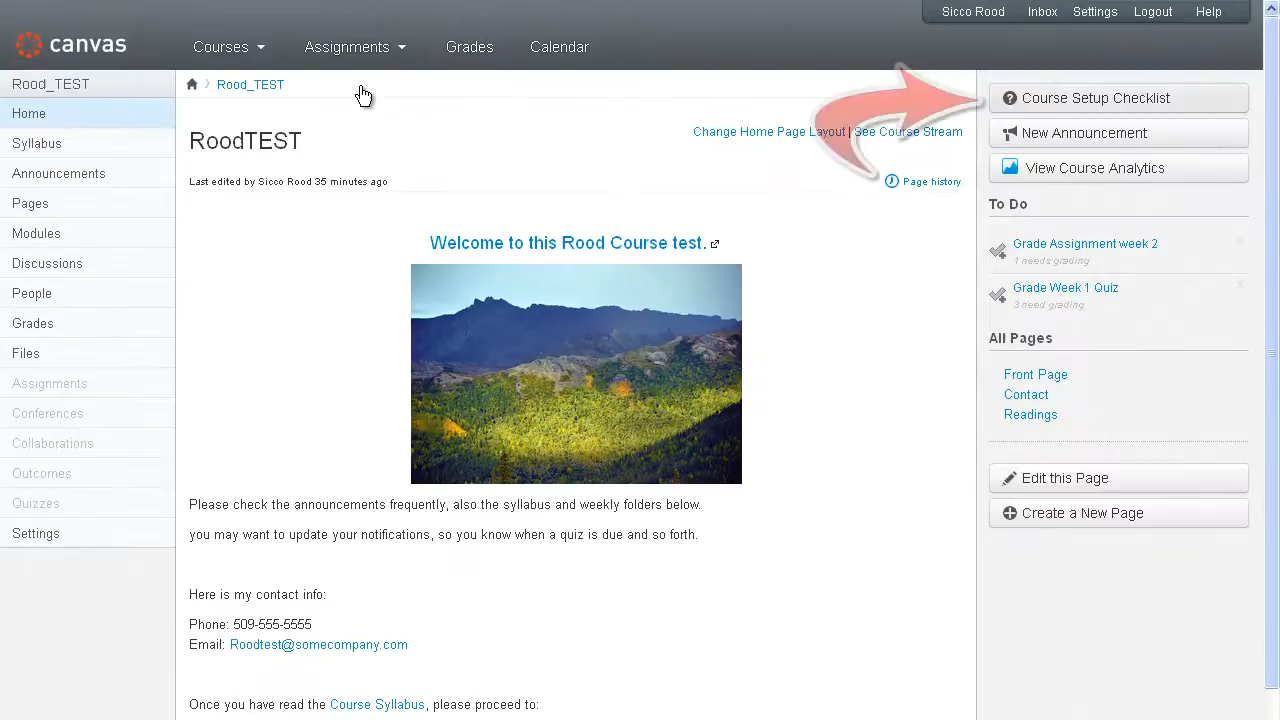 Sicco Rood Inbox Settings Logout Help
canvas
Courses Assignments Grades Calendar
Rood_TEST
Home
Syllabus
Announcements
Pages
Modules
Discussions
People
Grades
Files
Assignments
Conferences
Collaborations
Outcomes
Quizzes
Settings
Rood_TEST
RoodTEST
Change Home Page Layout | See Course Stream
Last edited by Sicco Rood 35 minutes ago
Page history
Welcome to this Rood Course test.
Please check the announcements frequently, also the syllabus and weekly folders below.
you may want to update your notifications, so you know when a quiz is due and so forth.
Here is my contact info:
Phone: 509-555-5555
Email: Roodtest@somecompany.com
Once you have read the Course Syllabus, please proceed to:
Course Setup Checklist
New Announcement
View Course Analytics
To Do
Grade Assignment week 2
1 needs grading
Grade Week 1 Quiz
3 need grading
All Pages
Front Page
Contact
Readings
Edit this Page
Create a New Page